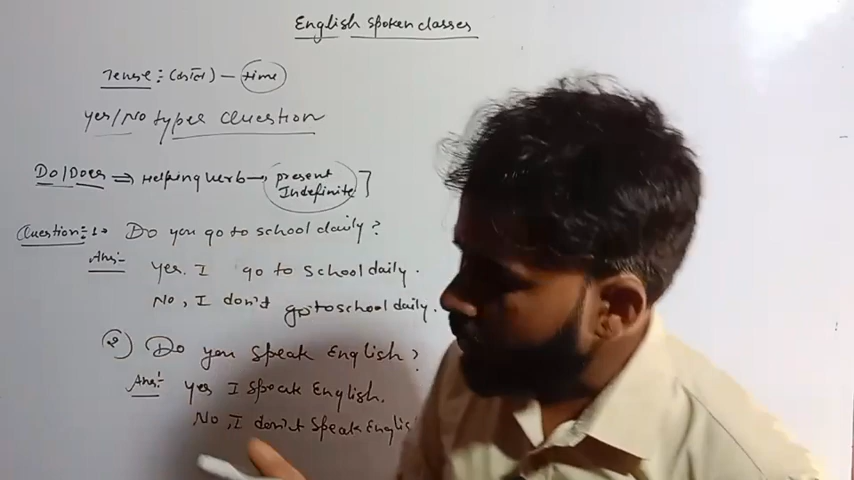 English Spoken classes
Tense :- (काल) - time
yes/No types Question
Do/Does ⇒ Helping verb → present Indefinite ]
Question:- 1→ Do you go to school daily?
Ans:- yes. I go to school daily.
No, I don't go to school daily.
2) Do you speak English?
Ans:- yes I speak English.
No, I don't speak Englis